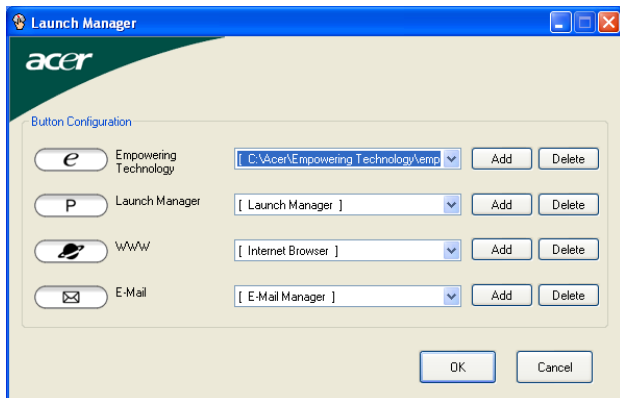 Launch Manager
acer
Button Configuration
e Empowering Technology [ C:\Acer\Empowering Technology\emp Add Delete
P Launch Manager [ Launch Manager ] Add Delete
WWW [ Internet Browser ] Add Delete
E-Mail [ E-Mail Manager ] Add Delete
OK Cancel